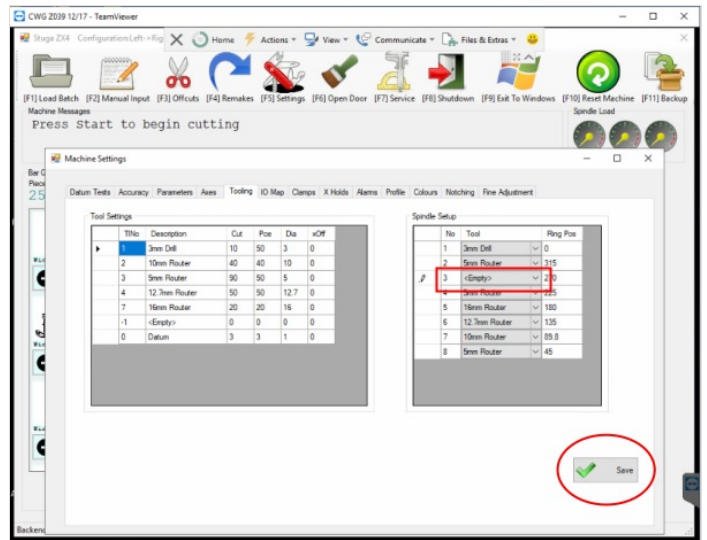 CWG Z039 12/17 - TeamViewer
Stuga ZX4 Configuration:Left->Rig
Home Actions View Communicate Files & Extras
[F1] Load Batch [F2] Manual Input [F3] Offcuts [F4] Remakes [F5] Settings [F6] Open Door [F7] Service [F8] Shutdown [F9] Exit To Windows [F10] Reset Machine [F11] Backup
Machine Messages
Spindle Load
Press Start to begin cutting
Machine Settings
Bar
Piece
25
Datum Tests Accuracy Parameters Axes Tooling IO Map Clamps X Holds Alarms Profile Colours Notching Fine Adjustment
Tool Settings
TlNo Description Cut Pce Dia xOff
1 3mm Drill 10 50 3 0
2 10mm Router 40 40 10 0
3 5mm Router 90 50 5 0
4 12.7mm Router 50 50 12.7 0
7 16mm Router 20 20 16 0
-1 <Empty> 0 0 0 0
0 Datum 3 3 1 0
Spindle Setup
No Tool Ring Pos
1 3mm Drill 0
2 5mm Router 315
3 <Empty> 270
4 5mm Router 225
5 16mm Router 180
6 12.7mm Router 135
7 10mm Router 89.8
8 5mm Router 45
Save
Backend